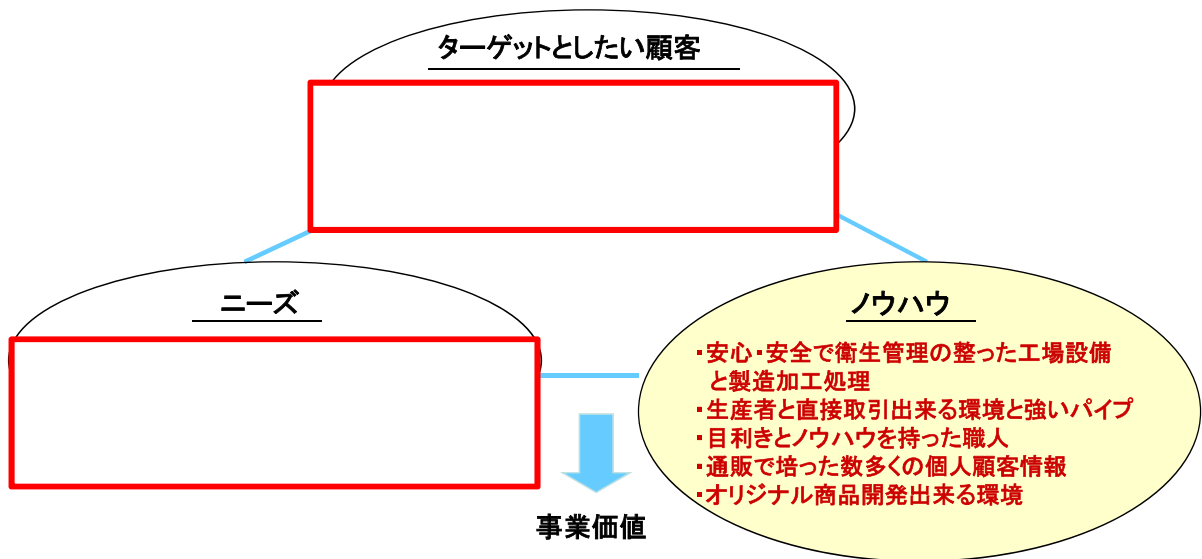 ターゲットとしたい顧客
ニーズ
ノウハウ
・安心・安全で衛生管理の整った工場設備
と製造加工処理
・生産者と直接取引出来る環境と強いパイプ
・目利きとノウハウを持った職人
・通販で培った数多くの個人顧客情報
・オリジナル商品開発出来る環境
事業価値